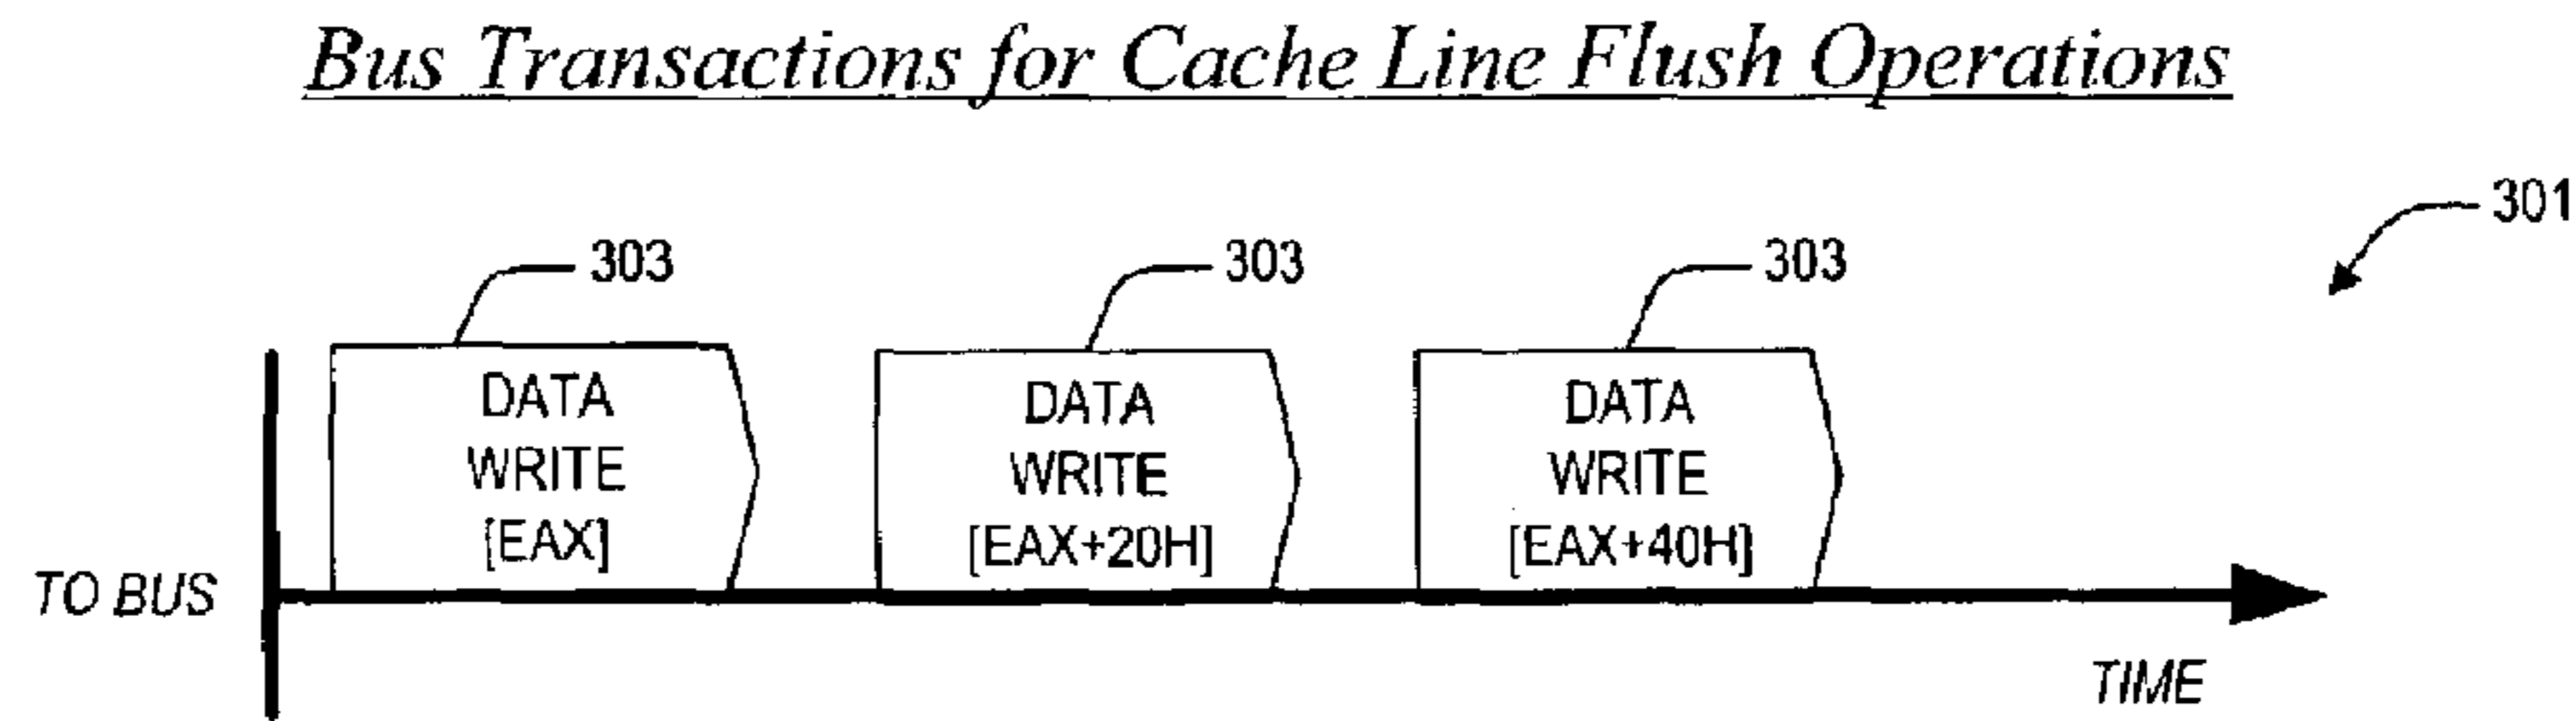 Bus Transactions for Cache Line Flush Operations
301
303 303 303
DATA WRITE [EAX]
DATA WRITE [EAX+20H]
DATA WRITE [EAX+40H]
TO BUS
TIME